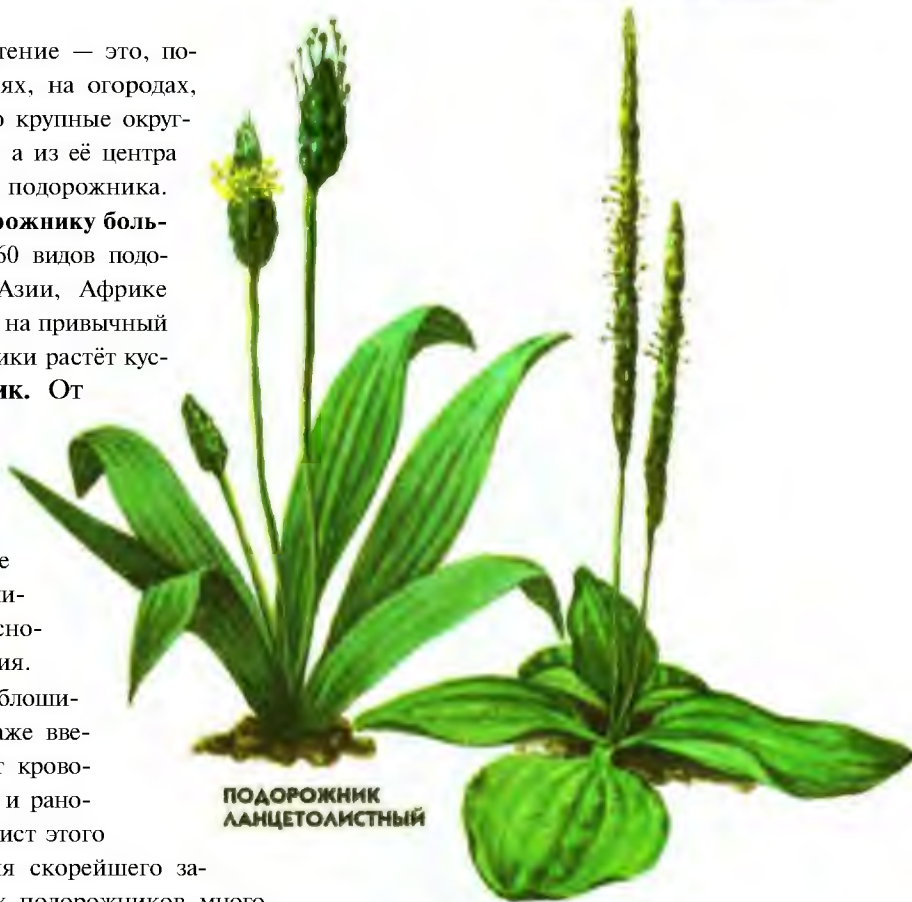 тение — это, по-
ях, на огородах,
о крупные округ-
а из её центра
подорожника.
рожнику боль-
60 видов подо-
Азии, Африке
на привычный
ики растёт кус-
ик. От
е
и-
сно-
ия.
блоши-
аже вве-
т крово-
и рано-
ист этого
ия скорейшего за-
подорожников много
ПОДОРОЖНИК
ЛАНЦЕТОЛИСТНЫЙ